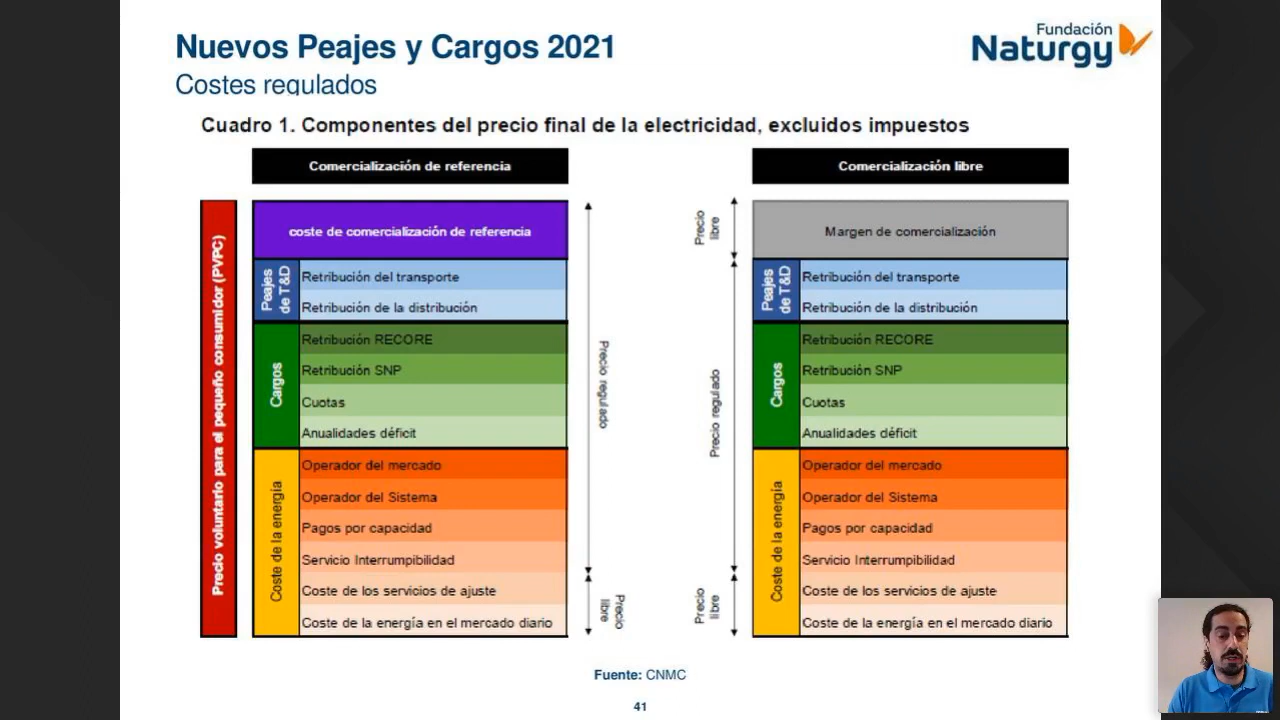 Nuevos Peajes y Cargos 2021
Costes regulados
Fundación
Naturgy
Cuadro 1. Componentes del precio final de la electricidad, excluidos impuestos
Comercialización de referencia
Precio voluntario para el pequeño consumidor (PVPC)
coste de comercialización de referencia
Peajes
de T&D
Retribución del transporte
Retribución de la distribución
Cargos
Retribución RECORE
Retribución SNP
Cuotas
Anualidades déficit
Coste de la energía
Operador del mercado
Operador del Sistema
Pagos por capacidad
Servicio Interrumpibilidad
Coste de los servicios de ajuste
Coste de la energía en el mercado diario
Precio regulado
Precio
libre
Comercialización libre
Precio
libre
Precio regulado
Precio
libre
Margen de comercialización
Peajes
de T&D
Retribución del transporte
Retribución de la distribución
Cargos
Retribución RECORE
Retribución SNP
Cuotas
Anualidades déficit
Coste de la energía
Operador del mercado
Operador del Sistema
Pagos por capacidad
Servicio Interrumpibilidad
Coste de los servicios de ajuste
Coste de la energía en el mercado diario
Fuente: CNMC
41